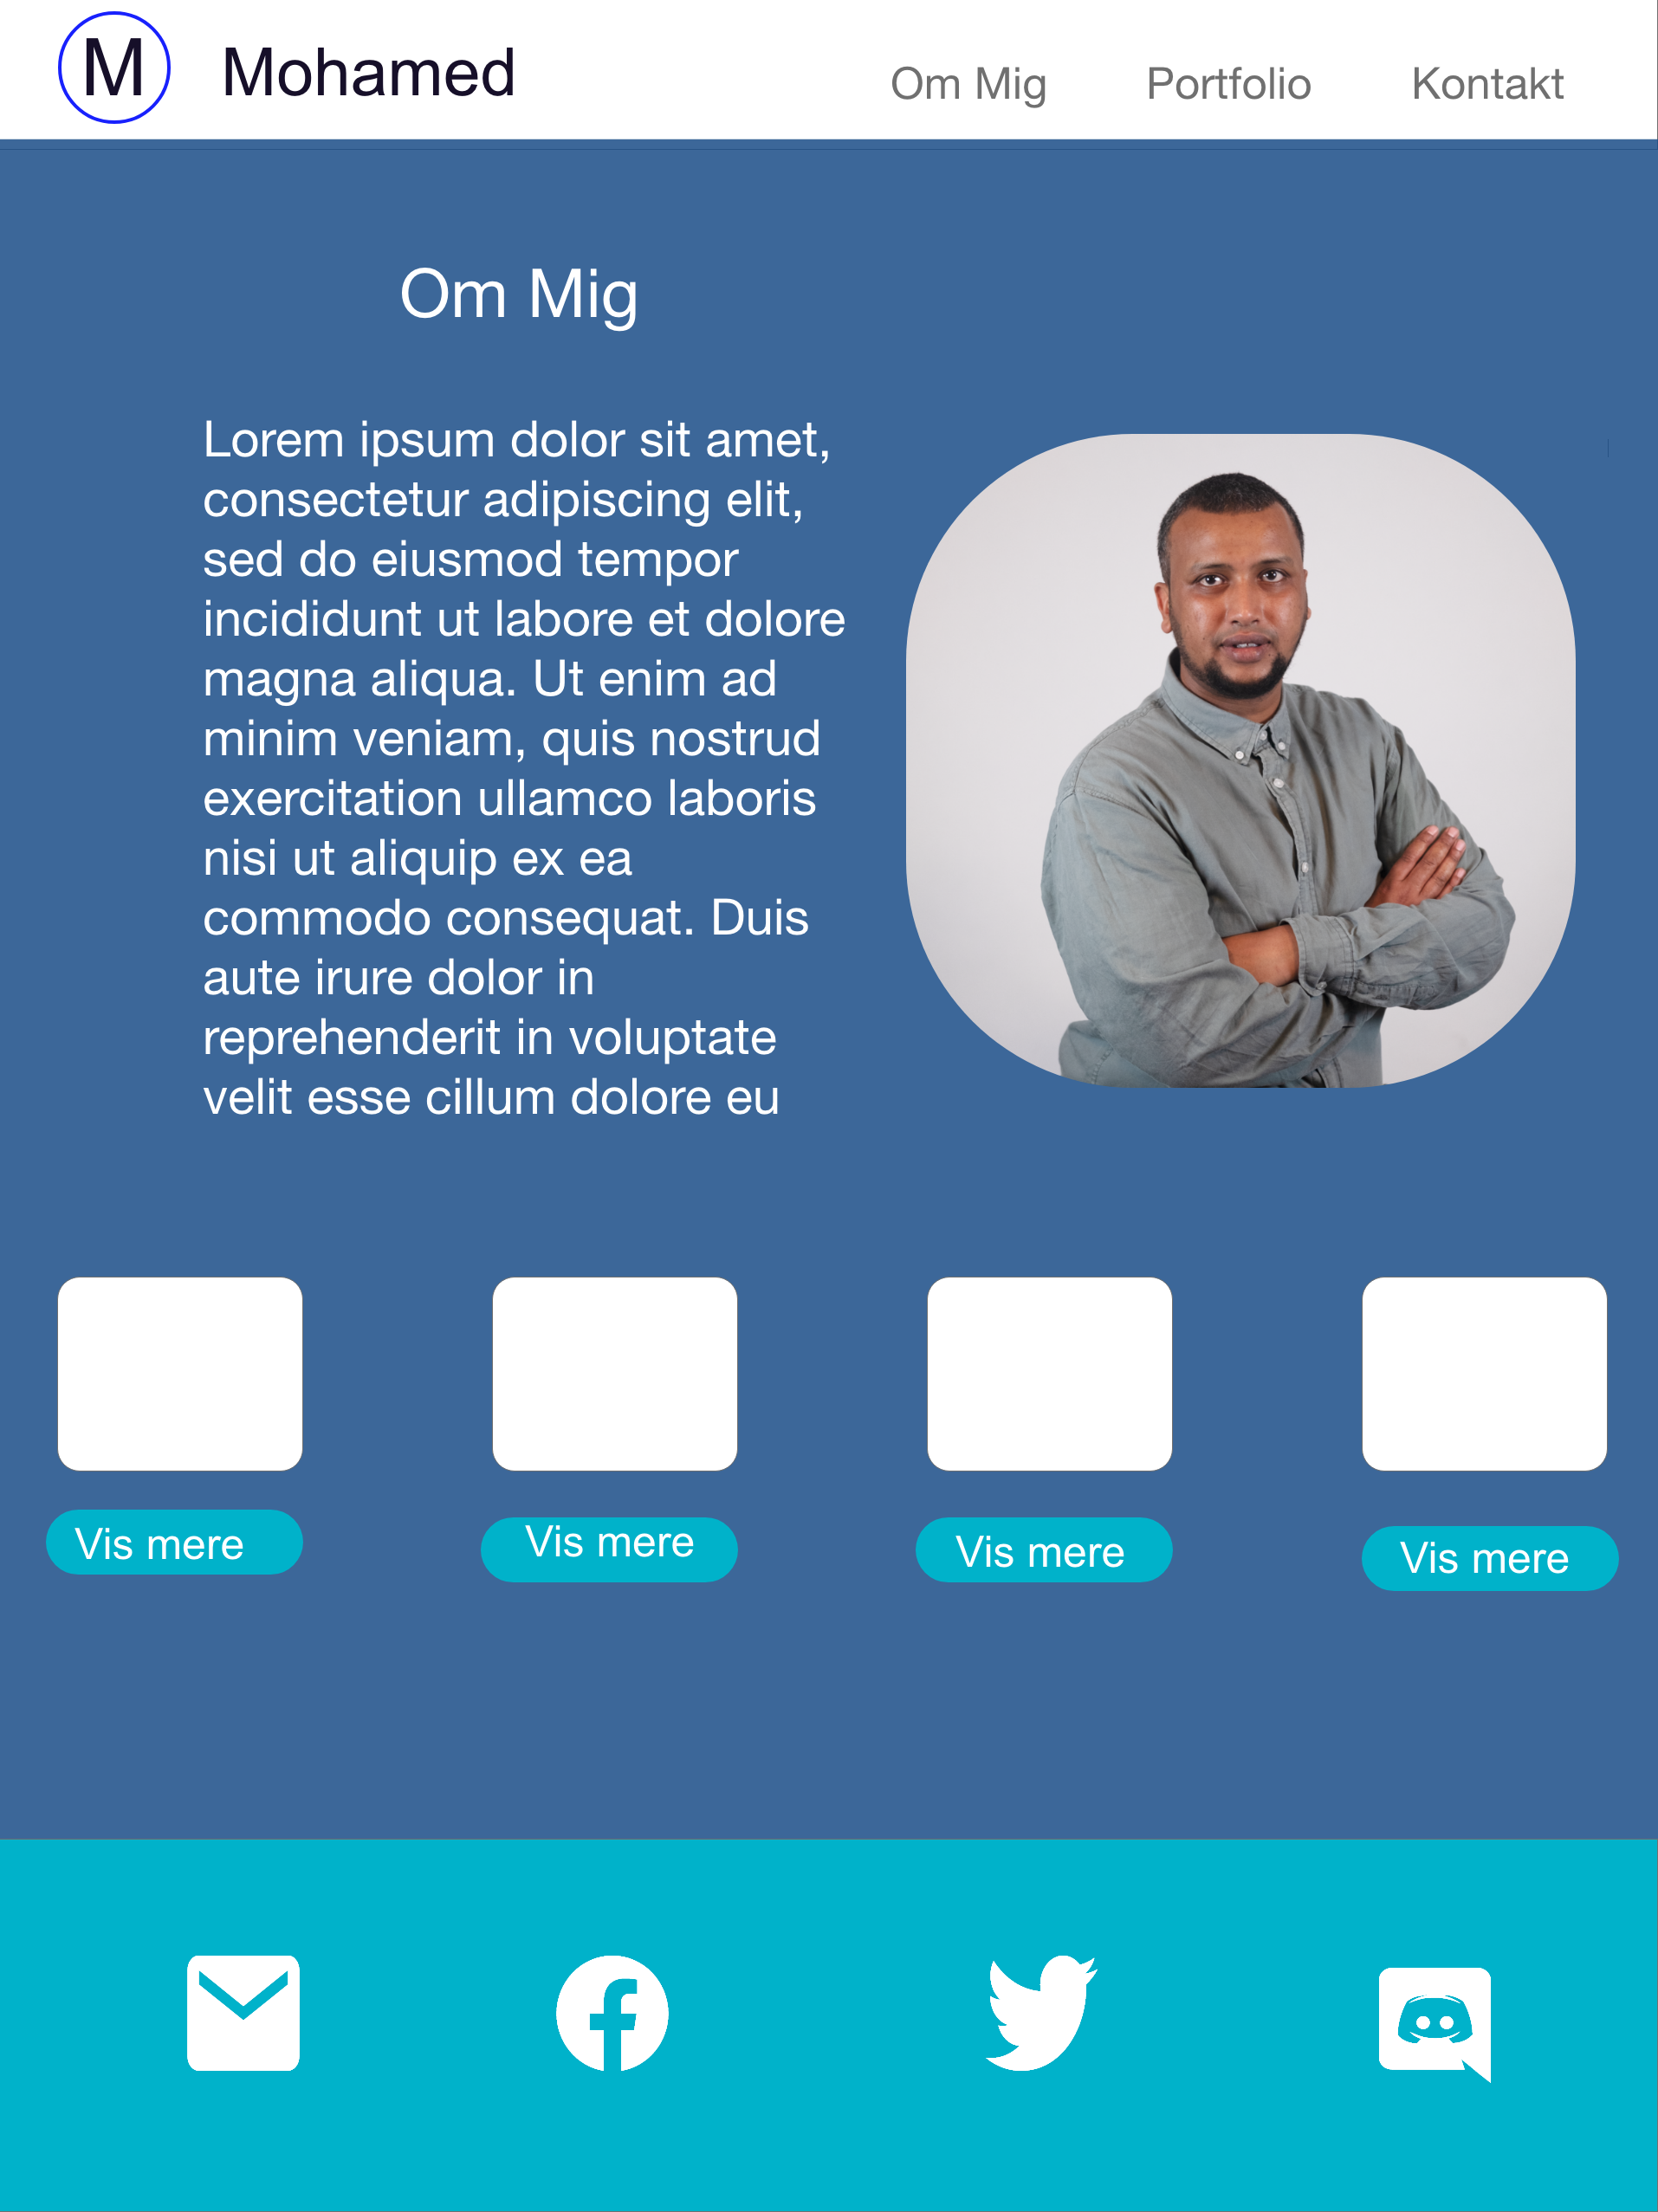 M
Mohamed
Om Mig
Portfolio
Kontakt
Om Mig
Lorem ipsum dolor sit amet,
consectetur adipiscing elit,
sed do eiusmod tempor
incididunt ut labore et dolore
magna aliqua. Ut enim ad
minim veniam, quis nostrud
exercitation ullamco laboris
nisi ut aliquip ex ea
commodo consequat. Duis
aute irure dolor in
reprehenderit in voluptate
velit esse cillum dolore eu
Vis mere
Vis mere
Vis mere
Vis mere